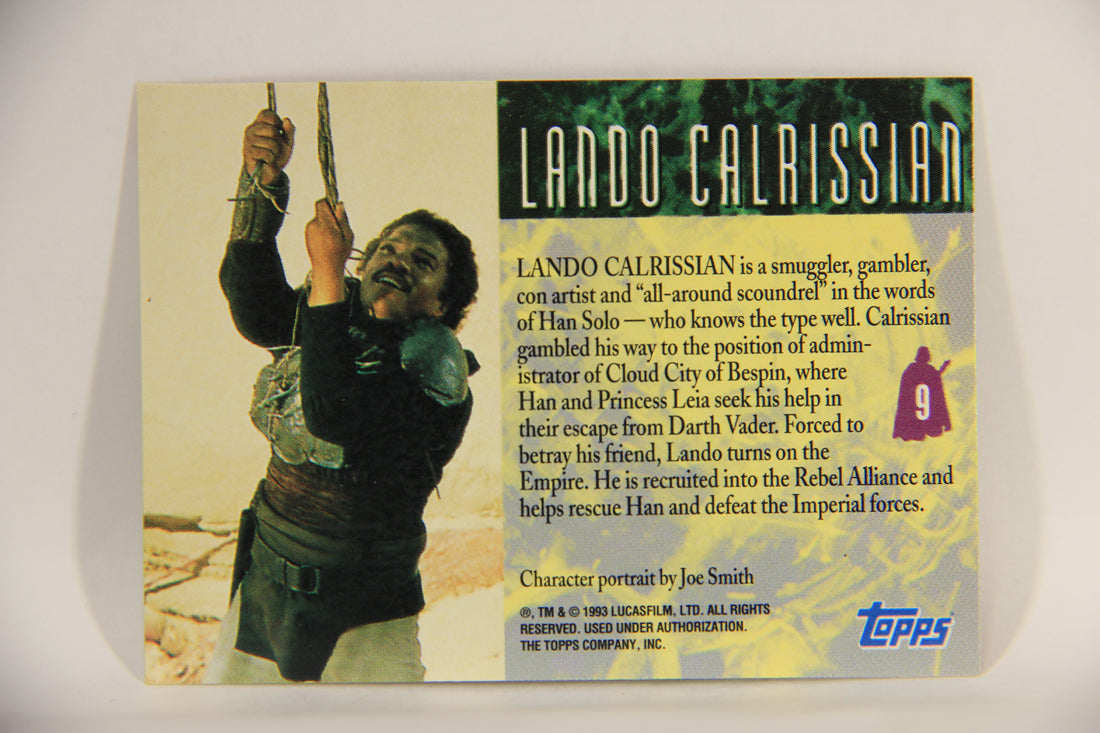 LANDO CALRISSIAN
LANDO CALRISSIAN is a smuggler, gambler,
con artist and “all-around scoundrel” in the words
of Han Solo — who knows the type well. Calrissian
gambled his way to the position of admin-
istrator of Cloud City of Bespin, where
Han and Princess Leia seek his help in
their escape from Darth Vader. Forced to
betray his friend, Lando turns on the
Empire. He is recruited into the Rebel Alliance and
helps rescue Han and defeat the Imperial forces.
9
Character portrait by Joe Smith
®, TM & © 1993 LUCASFILM, LTD. ALL RIGHTS
RESERVED. USED UNDER AUTHORIZATION.
THE TOPPS COMPANY, INC.
topps